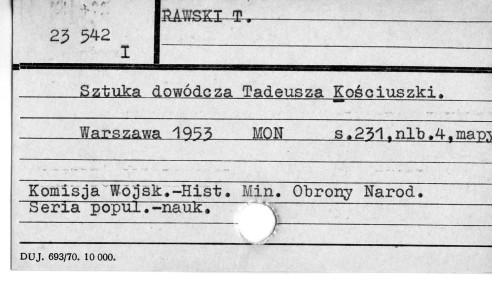 RAWSKI T.
23 542
I
Sztuka dowódcza Tadeusza Kościuszki.
Warszawa 1953 MON s.231,nlb.4,mapy
Komisja Wojsk.-Hist. Min. Obrony Narod.
Seria popul.-nauk.
DUJ. 693/70. 10 000.